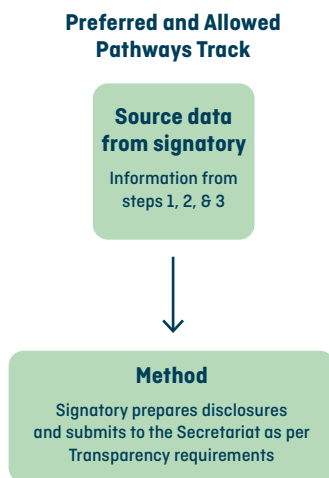 Preferred and Allowed
Pathways Track
Source data
from signatory
Information from
steps 1, 2, & 3
Method
Signatory prepares disclosures
and submits to the Secretariat as per
Transparency requirements